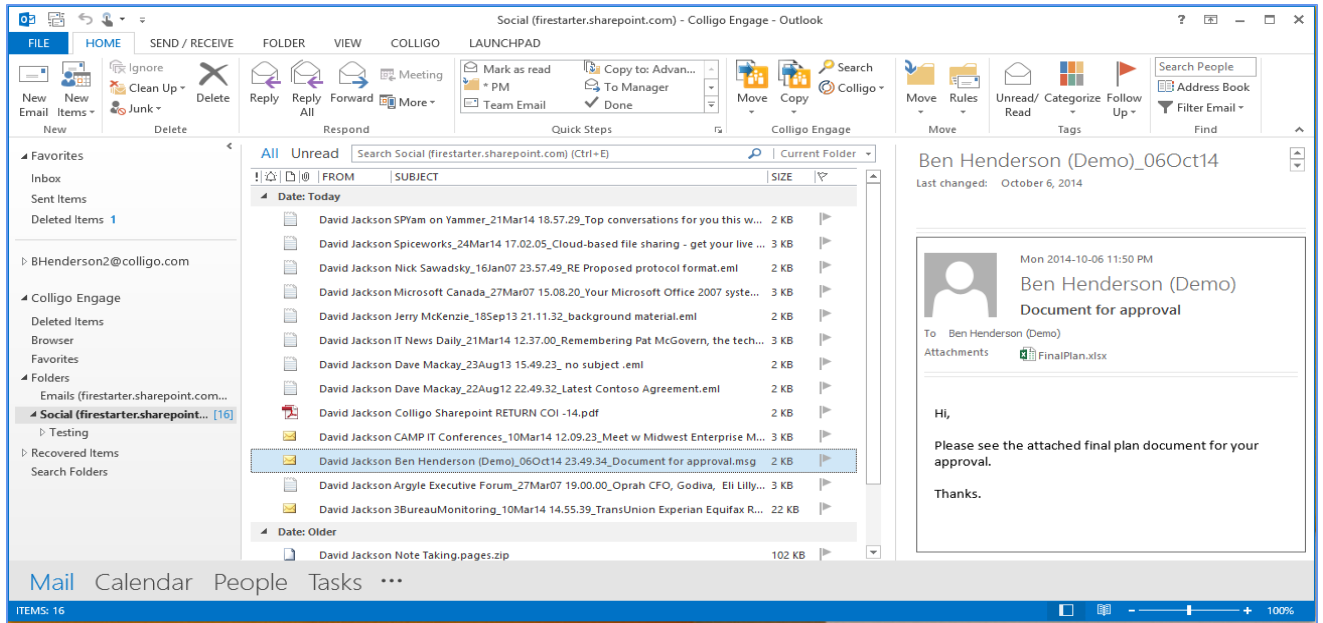 Social (firestarter.sharepoint.com) - Colligo Engage - Outlook
FILE HOME SEND / RECEIVE FOLDER VIEW COLLIGO LAUNCHPAD
New Email
New Items
New
Ignore
Clean Up
Junk
Delete
Delete
Reply
Reply All
Forward
Meeting
More
Respond
Mark as read
* PM
Team Email
Copy to: Advan...
To Manager
Done
Quick Steps
Move
Copy
Search
Colligo
Colligo Engage
Move
Rules
Move
Unread/ Read
Categorize
Follow Up
Tags
Search People
Address Book
Filter Email
Find
Favorites
Inbox
Sent Items
Deleted Items 1
BHenderson2@colligo.com
Colligo Engage
Deleted Items
Browser
Favorites
Folders
Emails (firestarter.sharepoint.com...
Social (firestarter.sharepoint... [16]
Testing
Recovered Items
Search Folders
All Unread Search Social (firestarter.sharepoint.com) (Ctrl+E) Current Folder
! FROM SUBJECT SIZE
Date: Today
David Jackson SPYam on Yammer_21Mar14 18.57.29_Top conversations for you this w... 2 KB
David Jackson Spiceworks_24Mar14 17.02.05_Cloud-based file sharing - get your live ... 3 KB
David Jackson Nick Sawadsky_16Jan07 23.57.49_RE Proposed protocol format.eml 2 KB
David Jackson Microsoft Canada_27Mar07 15.08.20_Your Microsoft Office 2007 syste... 3 KB
David Jackson Jerry McKenzie_18Sep13 21.11.32_background material.eml 2 KB
David Jackson IT News Daily_21Mar14 12.37.00_Remembering Pat McGovern, the tech... 3 KB
David Jackson Dave Mackay_23Aug13 15.49.23_ no subject .eml 2 KB
David Jackson Dave Mackay_22Aug12 22.49.32_Latest Contoso Agreement.eml 2 KB
David Jackson Colligo Sharepoint RETURN COI -14.pdf 2 KB
David Jackson CAMP IT Conferences_10Mar14 12.09.23_Meet w Midwest Enterprise M... 3 KB
David Jackson Ben Henderson (Demo)_06Oct14 23.49.34_Document for approval.msg 2 KB
David Jackson Argyle Executive Forum_27Mar07 19.00.00_Oprah CFO, Godiva, Eli Lilly... 3 KB
David Jackson 3BureauMonitoring_10Mar14 14.55.39_TransUnion Experian Equifax R... 22 KB
Date: Older
David Jackson Note Taking.pages.zip 102 KB
Ben Henderson (Demo)_06Oct14
Last changed: October 6, 2014
Mon 2014-10-06 11:50 PM
Ben Henderson (Demo)
Document for approval
To Ben Henderson (Demo)
Attachments FinalPlan.xlsx
Hi,
Please see the attached final plan document for your
approval.
Thanks.
Mail Calendar People Tasks •••
ITEMS: 16 100%